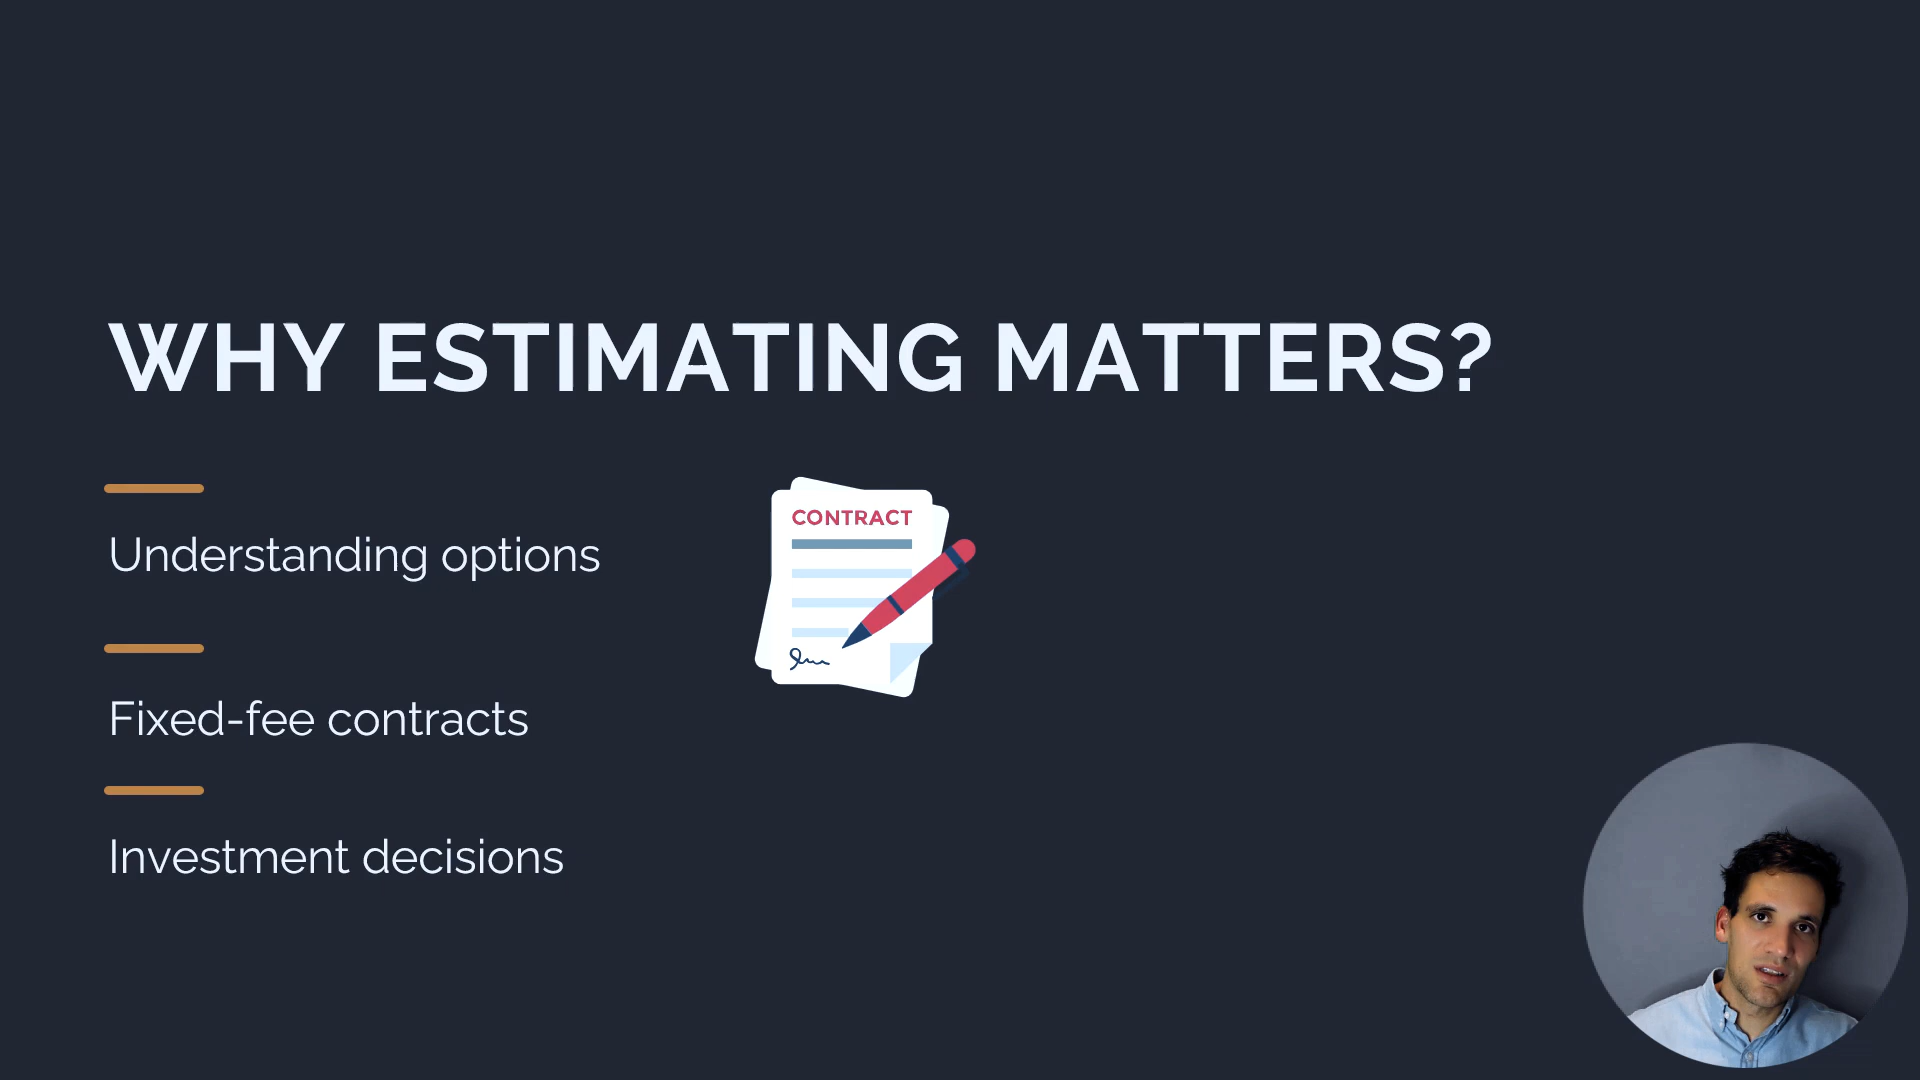 WHY ESTIMATING MATTERS?
Understanding options
CONTRACT
Fixed-fee contracts
Investment decisions